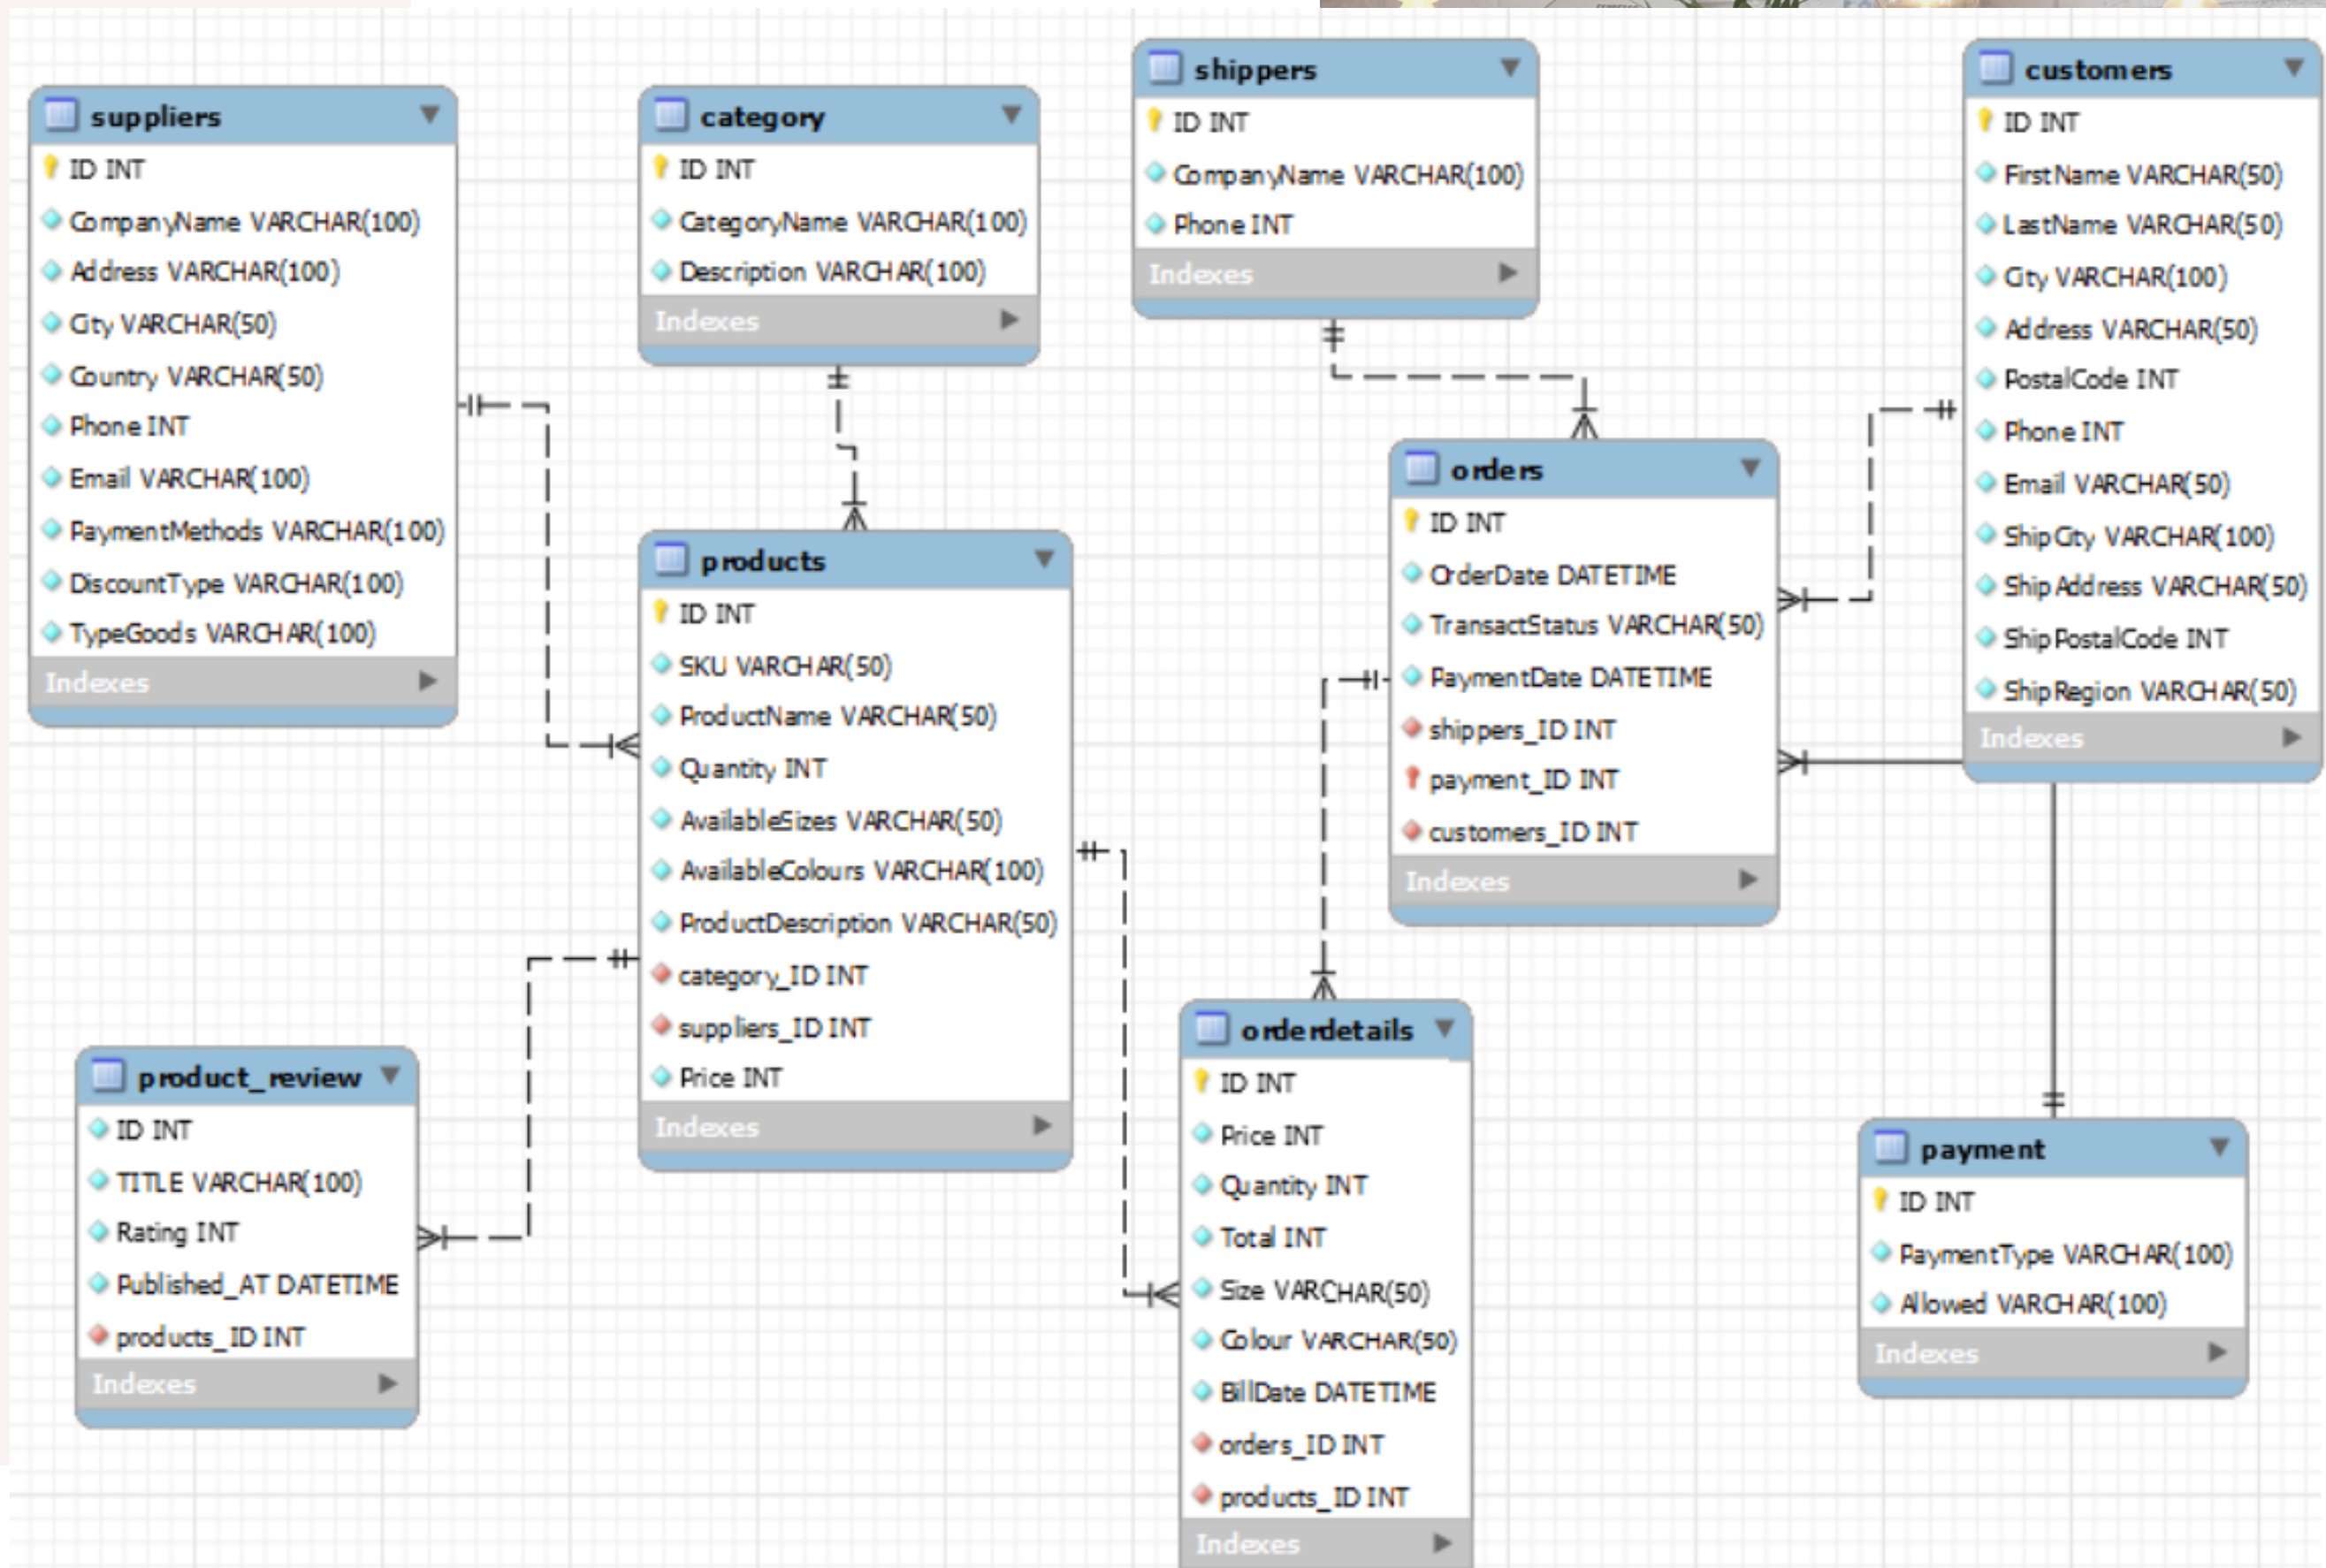 suppliers
ID INT
CompanyName VARCHAR(100)
Address VARCHAR(100)
City VARCHAR(50)
Country VARCHAR(50)
Phone INT
Email VARCHAR(100)
PaymentMethods VARCHAR(100)
DiscountType VARCHAR(100)
TypeGoods VARCHAR(100)
Indexes
category
ID INT
CategoryName VARCHAR(100)
Description VARCHAR(100)
Indexes
shippers
ID INT
CompanyName VARCHAR(100)
Phone INT
Indexes
customers
ID INT
FirstName VARCHAR(50)
LastName VARCHAR(50)
City VARCHAR(100)
Address VARCHAR(50)
PostalCode INT
Phone INT
Email VARCHAR(50)
ShipCity VARCHAR(100)
ShipAddress VARCHAR(50)
ShipPostalCode INT
ShipRegion VARCHAR(50)
Indexes
products
ID INT
SKU VARCHAR(50)
ProductName VARCHAR(50)
Quantity INT
AvailableSizes VARCHAR(50)
AvailableColours VARCHAR(100)
ProductDescription VARCHAR(50)
category_ID INT
suppliers_ID INT
Price INT
Indexes
orders
ID INT
OrderDate DATETIME
TransactStatus VARCHAR(50)
PaymentDate DATETIME
shippers_ID INT
payment_ID INT
customers_ID INT
Indexes
product_review
ID INT
TITLE VARCHAR(100)
Rating INT
Published_AT DATETIME
products_ID INT
Indexes
orderdetails
ID INT
Price INT
Quantity INT
Total INT
Size VARCHAR(50)
Colour VARCHAR(50)
BillDate DATETIME
orders_ID INT
products_ID INT
Indexes
payment
ID INT
PaymentType VARCHAR(100)
Allowed VARCHAR(100)
Indexes